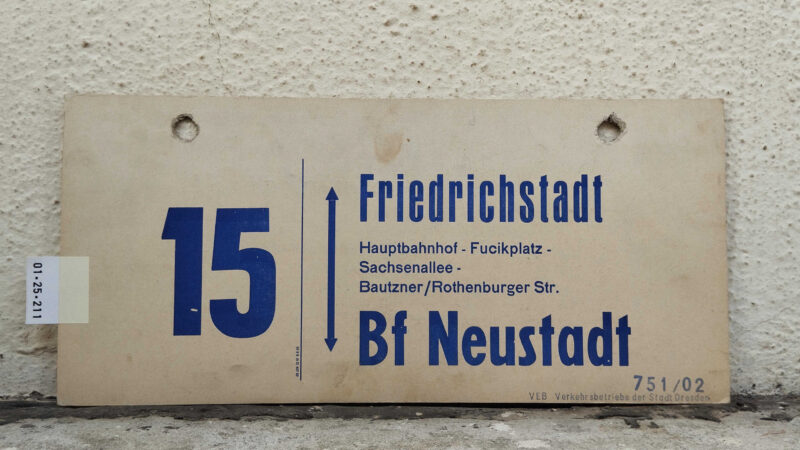 01•25•211
15
Friedrichstadt
Hauptbahnhof - Fucikplatz -
Sachsenallee -
Bautzner/Rothenburger Str.
Bf Neustadt
751/02
VEB Verkehrsbetriebe der Stadt Dresden